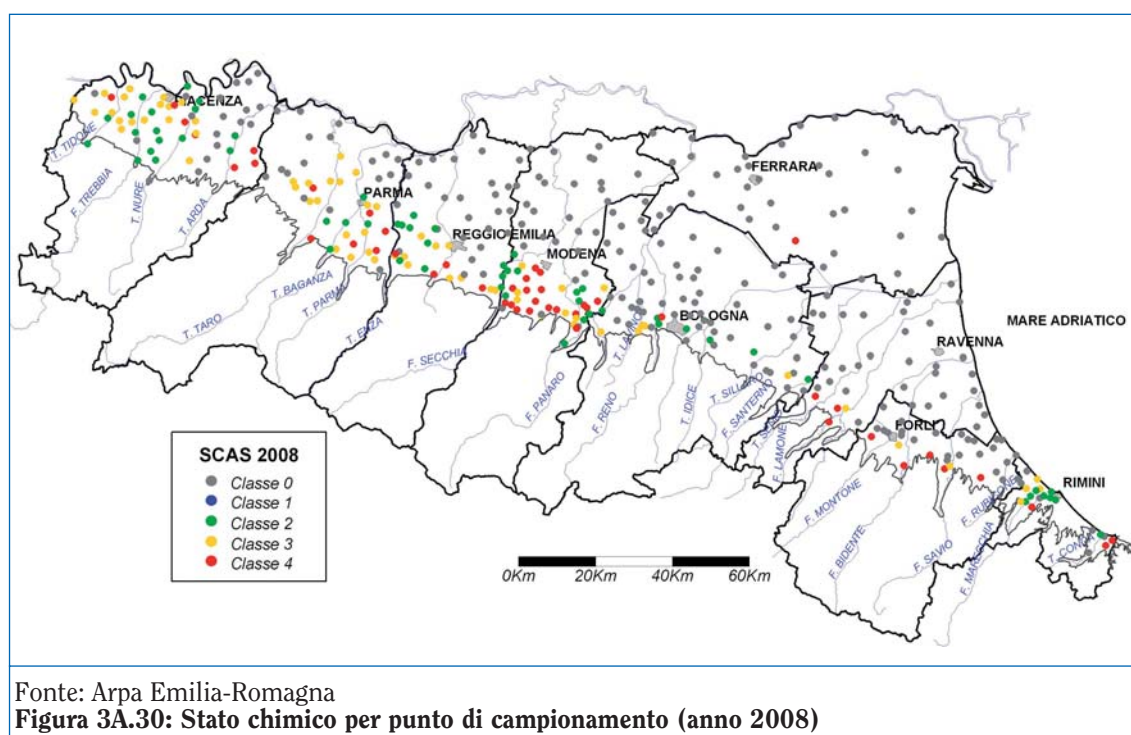 PIACENZA
T. TIDONE
F. TREBBIA
T. NURE
T. ARDA
PARMA
REGGIO EMILIA
MODENA
FERRARA
BOLOGNA
RAVENNA
MARE ADRIATICO
FORLI'
RIMINI
T. TARO
T. BAGANZA
T. PARMA
T. ENZA
F. SECCHIA
F. PANARO
F. RENO
T. LAVINO
T. IDICE
T. SILLARO
F. SANTERNO
F. LAMONE
F. MONTONE
F. BIDENTE
F. SAVIO
F. RUBICONE
F. MARECCHIA
T. CONCA
SCAS 2008
Classe 0
Classe 1
Classe 2
Classe 3
Classe 4
0Km 20Km 40Km 60Km
Fonte: Arpa Emilia-Romagna
Figura 3A.30: Stato chimico per punto di campionamento (anno 2008)